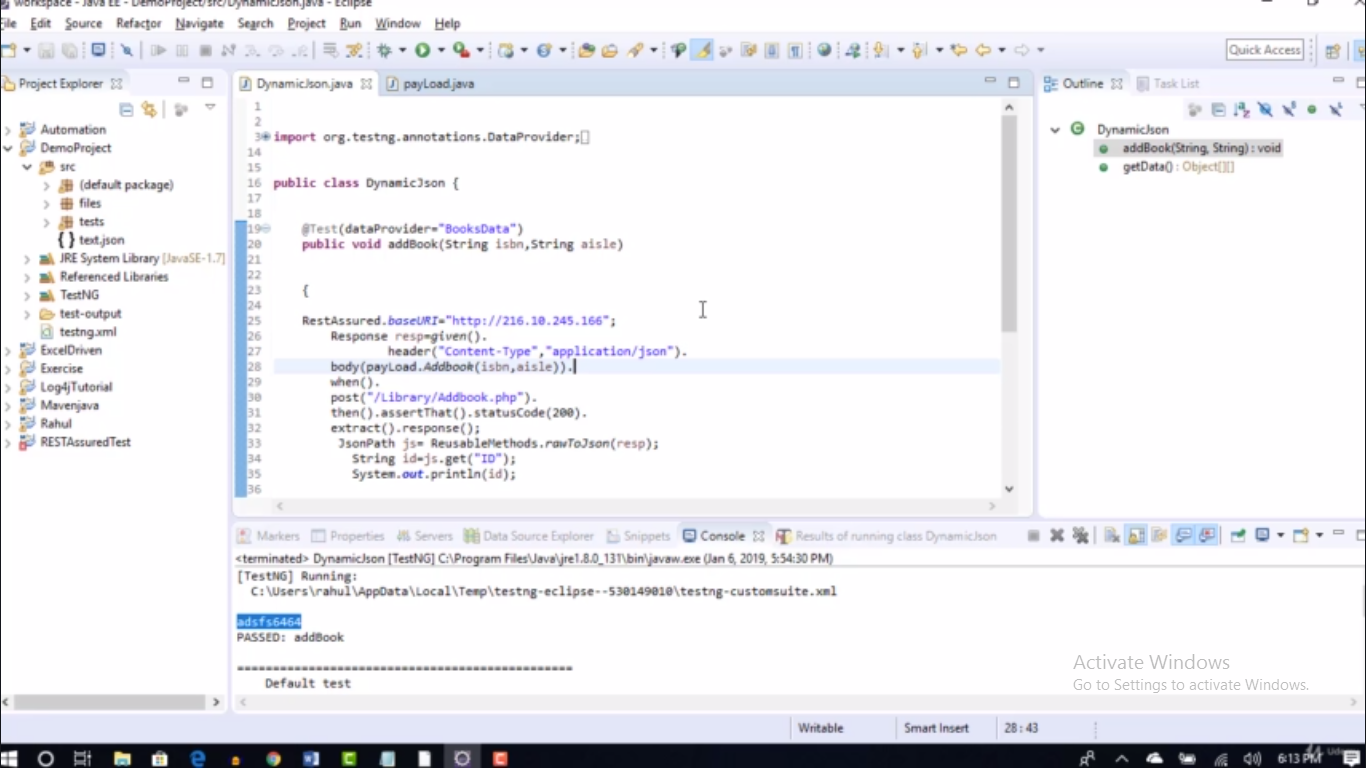 workspace - Java EE - DemoProject/src/DynamicJson.java - Eclipse
File Edit Source Refactor Navigate Search Project Run Window Help
Quick Access
Project Explorer
DynamicJson.java
payLoad.java
Outline
Task List
Automation
DemoProject
src
(default package)
files
tests
text.json
JRE System Library [JavaSE-1.7]
Referenced Libraries
TestNG
test-output
testng.xml
ExcelDriven
Exercise
Log4jTutorial
Mavenjava
Rahul
RESTAssuredTest
1
2
3 import org.testng.annotations.DataProvider;
14
15
16 public class DynamicJson {
17
18
19 @Test(dataProvider="BooksData")
20 public void addBook(String isbn,String aisle)
21
22
23 {
24
25 RestAssured.baseURI="http://216.10.245.166";
26 Response resp=given().
27 header("Content-Type","application/json").
28 body(payLoad.Addbook(isbn,aisle)).
29 when().
30 post("/Library/Addbook.php").
31 then().assertThat().statusCode(200).
32 extract().response();
33 JsonPath js= ReusableMethods.rawToJson(resp);
34 String id=js.get("ID");
35 System.out.println(id);
36
DynamicJson
addBook(String, String) : void
getData() : Object[][]
Markers Properties Servers Data Source Explorer Snippets Console Results of running class DynamicJson
<terminated> DynamicJson [TestNG] C:\Program Files\Java\jre1.8.0_131\bin\javaw.exe (Jan 6, 2019, 5:54:30 PM)
[TestNG] Running:
C:\Users\rahul\AppData\Local\Temp\testng-eclipse--530149010\testng-customsuite.xml
adsfs6464
PASSED: addBook
===============================================
Default test
Activate Windows
Go to Settings to activate Windows.
Writable
Smart Insert
28 : 43
6:13 PM